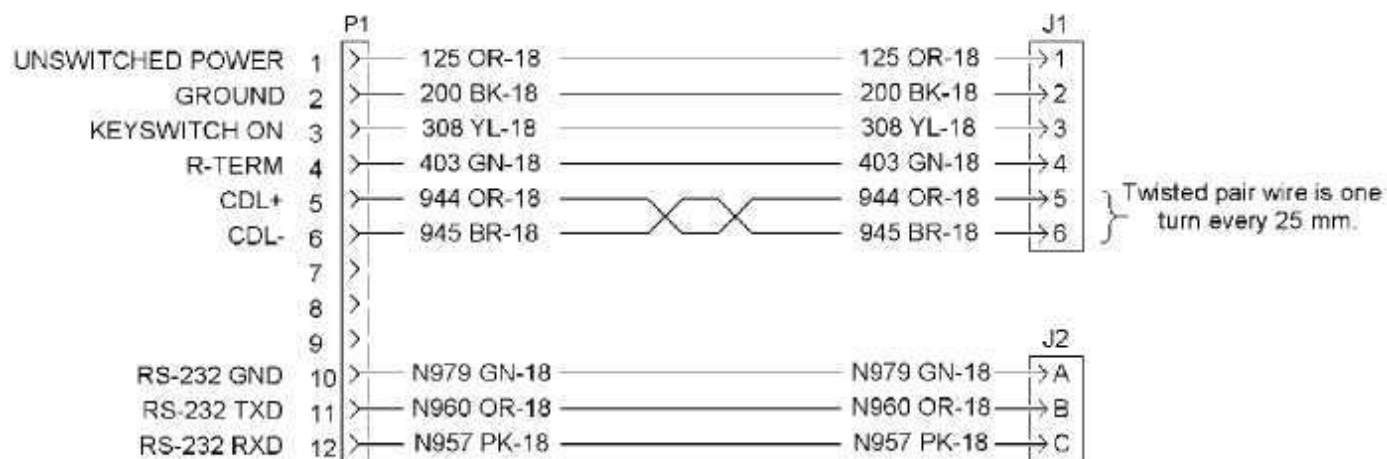 P1 J1
UNSWITCHED POWER 1 125 OR-18 125 OR-18 1
GROUND 2 200 BK-18 200 BK-18 2
KEYSWITCH ON 3 308 YL-18 308 YL-18 3
R-TERM 4 403 GN-18 403 GN-18 4
CDL+ 5 944 OR-18 944 OR-18 5
CDL- 6 945 BR-18 945 BR-18 6
Twisted pair wire is one
turn every 25 mm.
7
8
9
J2
RS-232 GND 10 N979 GN-18 N979 GN-18 A
RS-232 TXD 11 N960 OR-18 N960 OR-18 B
RS-232 RXD 12 N957 PK-18 N957 PK-18 C